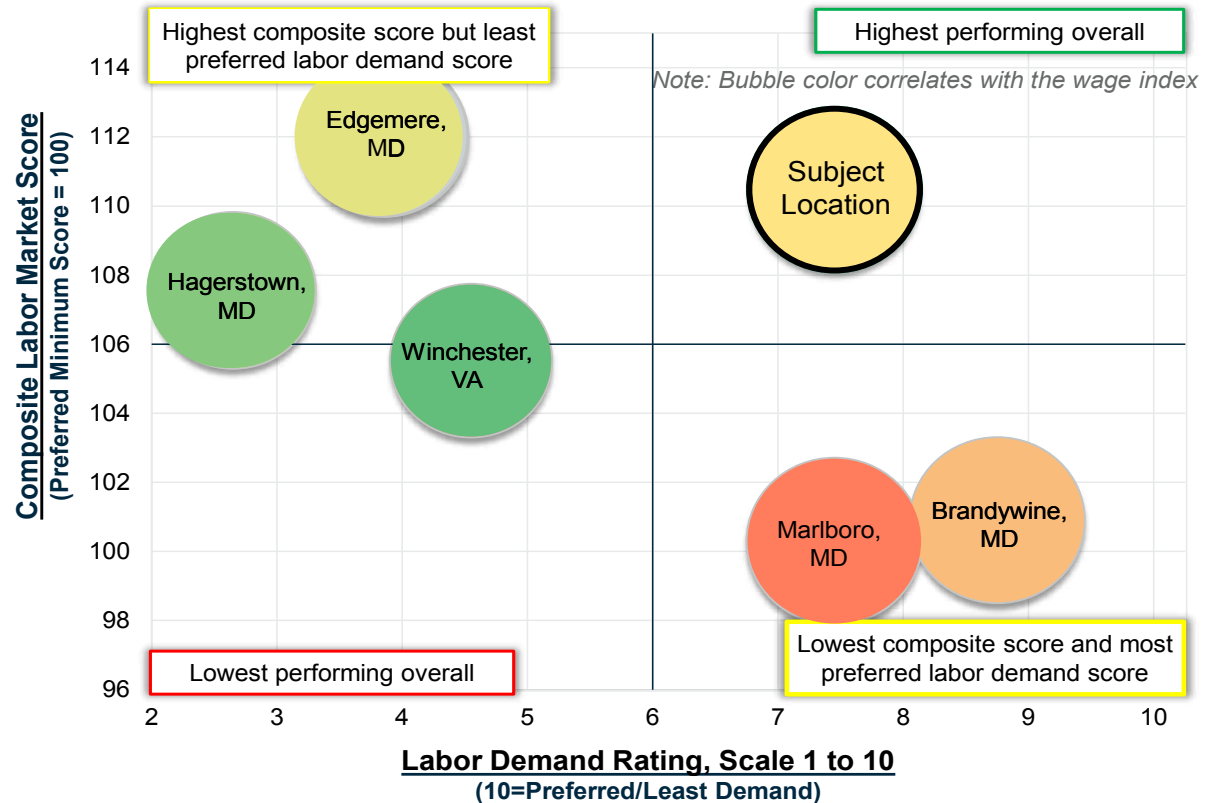 Highest composite score but least
preferred labor demand score
Highest performing overall
Note: Bubble color correlates with the wage index
Composite Labor Market Score
(Preferred Minimum Score = 100)
114
112
110
108
106
104
102
100
98
96
Edgemere,
MD
Subject
Location
Hagerstown,
MD
Winchester,
VA
Marlboro,
MD
Brandywine,
MD
Lowest performing overall
Lowest composite score and most
preferred labor demand score
2 3 4 5 6 7 8 9 10
Labor Demand Rating, Scale 1 to 10
(10=Preferred/Least Demand)